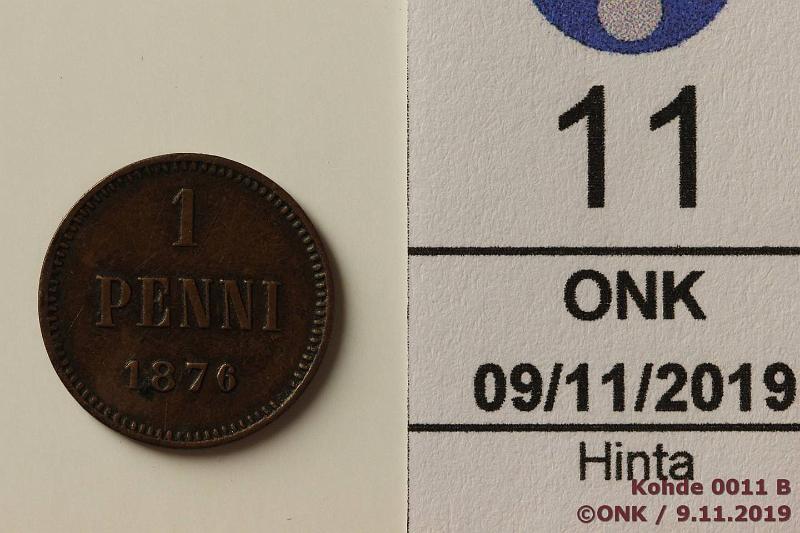 1
PENNI
1876
11
ONK
09/11/2019
Hinta
Kohde 0011 B
©ONK / 9.11.2019